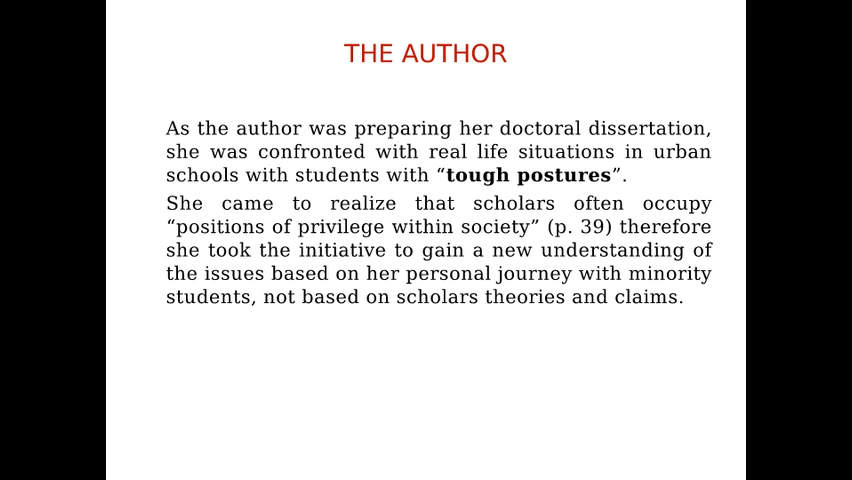 THE AUTHOR
As the author was preparing her doctoral dissertation,
she was confronted with real life situations in urban
schools with students with “tough postures”.
She came to realize that scholars often occupy
“positions of privilege within society” (p. 39) therefore
she took the initiative to gain a new understanding of
the issues based on her personal journey with minority
students, not based on scholars theories and claims.